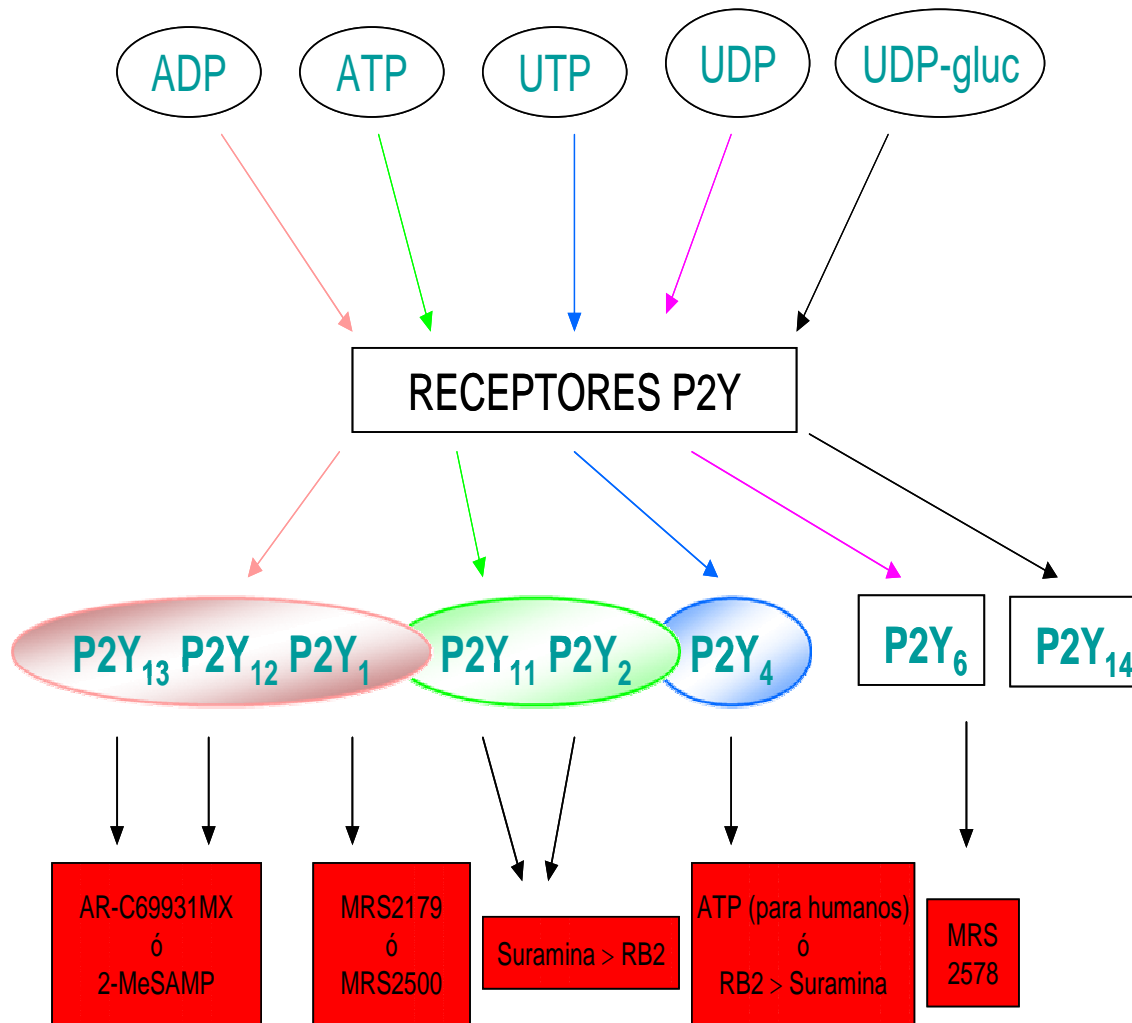 ADP ATP UTP UDP UDP-gluc
RECEPTORES P2Y
P2Y13 P2Y12 P2Y1 P2Y11 P2Y2 P2Y4 P2Y6 P2Y14
AR-C69931MX
ó
2-MeSAMP
MRS2179
ó
MRS2500
Suramina > RB2
ATP (para humanos)
ó
RB2 > Suramina
MRS
2578